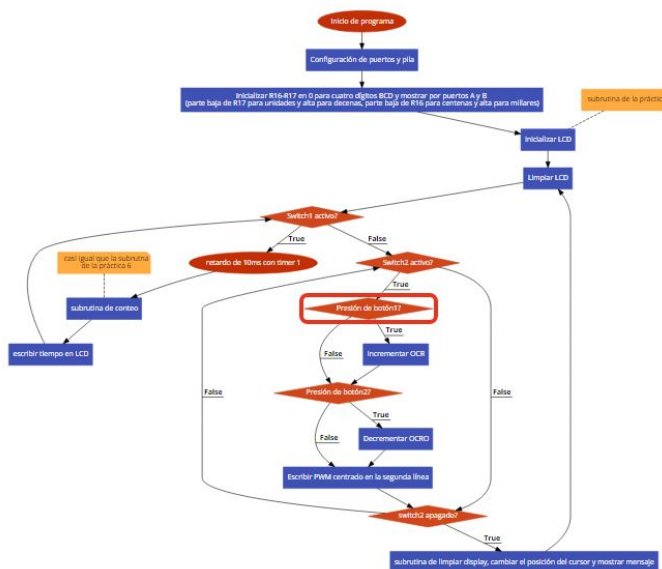 Inicio de programa
Configuración de puertos y pila
Inicializar R16-R17 en 0 para cuatro dígitos BCD y mostrar por puertos A y B
(parte baja de R17 para unidades y alta para decenas, parte baja de R16 para centenas y alta para millares)
subrutina de la práctica
Inicializar LCD
Limpiar LCD
Switch1 activo?
True
False
casi igual que la subrutina
de la práctica 6
retardo de 10ms con timer 1
Switch2 activo?
True
subrutina de conteo
Presión de botón1?
True
escribir tiempo en LCD
False
Incrementar OCR
False
False
Presión de botón2?
True
False
Decrementar OCR0
Escribir PWM centrado en la segunda línea
switch2 apagado?
True
subrutina de limpiar display, cambiar el posición del cursor y mostrar mensaje